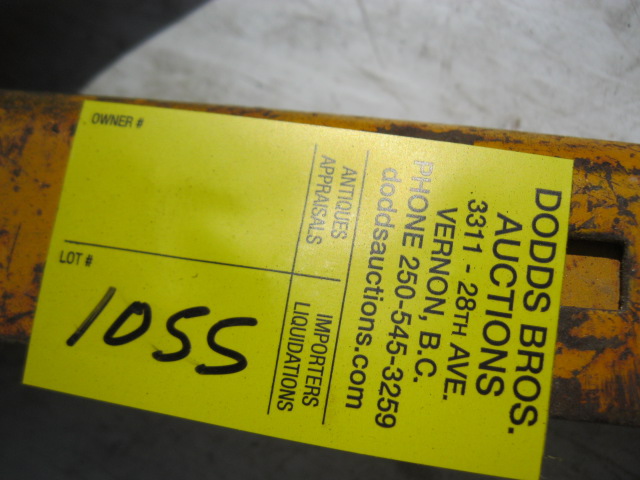 DODDS BROS.
AUCTIONS
3311 - 28TH AVE.
VERNON, B.C.
PHONE 250-545-3259
doddsauctions.com
ANTIQUES
APPRAISALS
IMPORTERS
LIQUIDATIONS
OWNER #
LOT #
1055